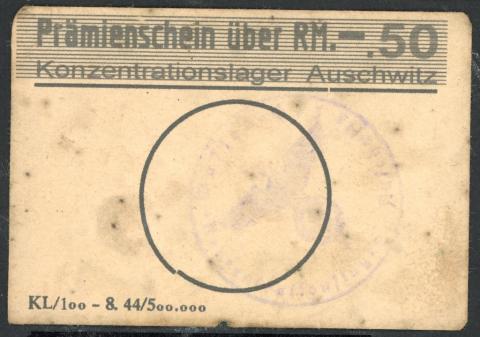 Prämienschein über RM. -.50
Konzentrationslager Auschwitz
KL/100 - 8. 44/500.000